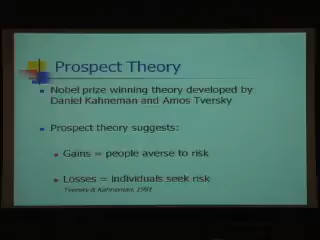 Prospect Theory
Nobel prize winning theory developed by
Daniel Kahneman and Amos Tversky
Prospect theory suggests:
Gains = people averse to risk
Losses = individuals seek risk
Tversky & Kahneman, 1981